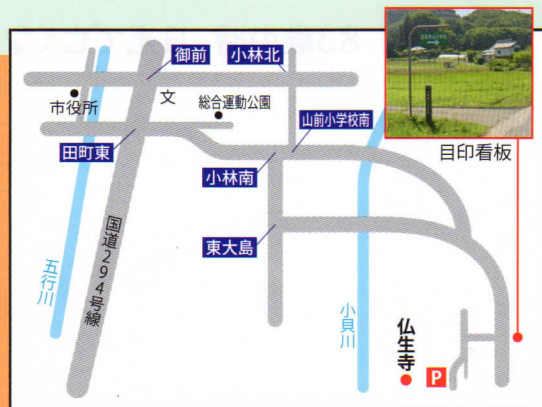 御前
小林北
市役所
文
総合運動公園
山前小学校南
田町東
小林南
目印看板
東大島
国道294号線
五行川
小貝川
仏生寺
P